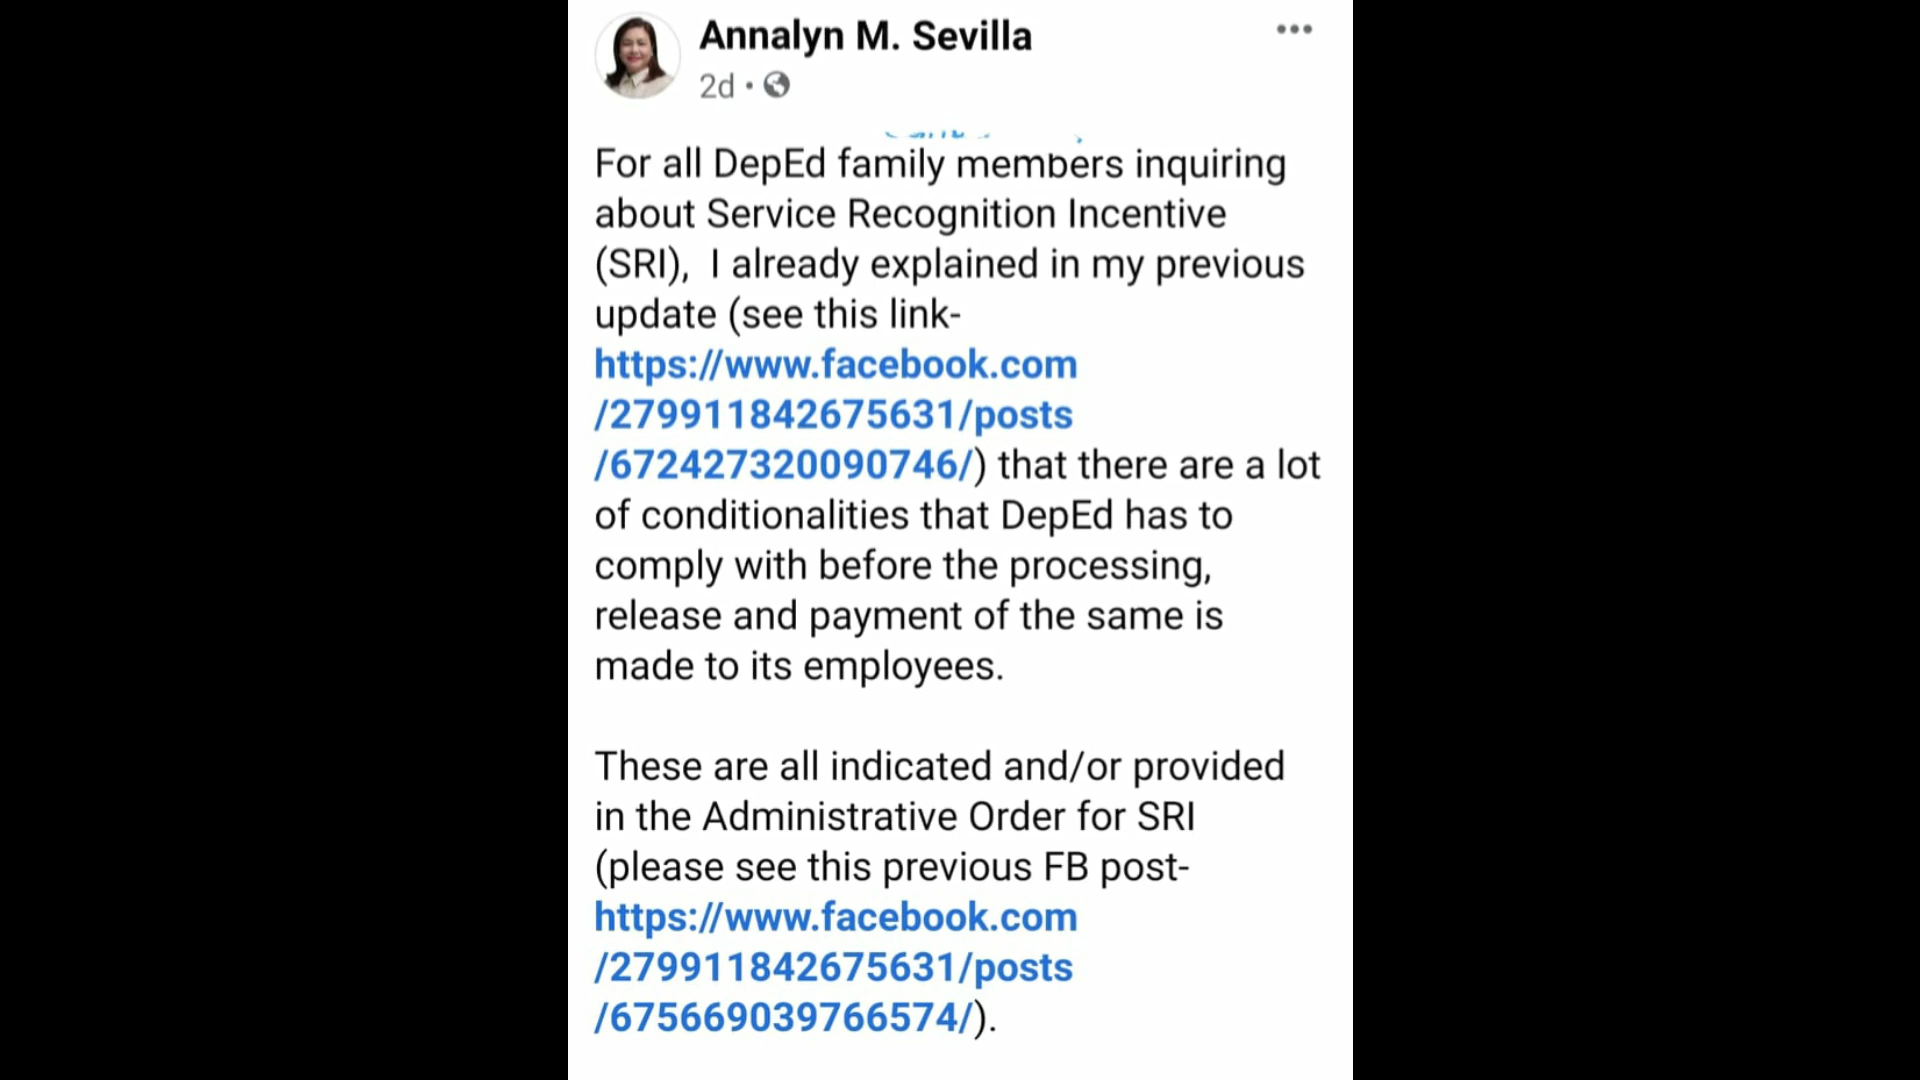 Annalyn M. Sevilla
2d •
For all DepEd family members inquiring
about Service Recognition Incentive
(SRI),  I already explained in my previous
update (see this link-
https://www.facebook.com
/279911842675631/posts
/672427320090746/) that there are a lot
of conditionalities that DepEd has to
comply with before the processing,
release and payment of the same is
made to its employees.
These are all indicated and/or provided
in the Administrative Order for SRI
(please see this previous FB post-
https://www.facebook.com
/279911842675631/posts
/675669039766574/).